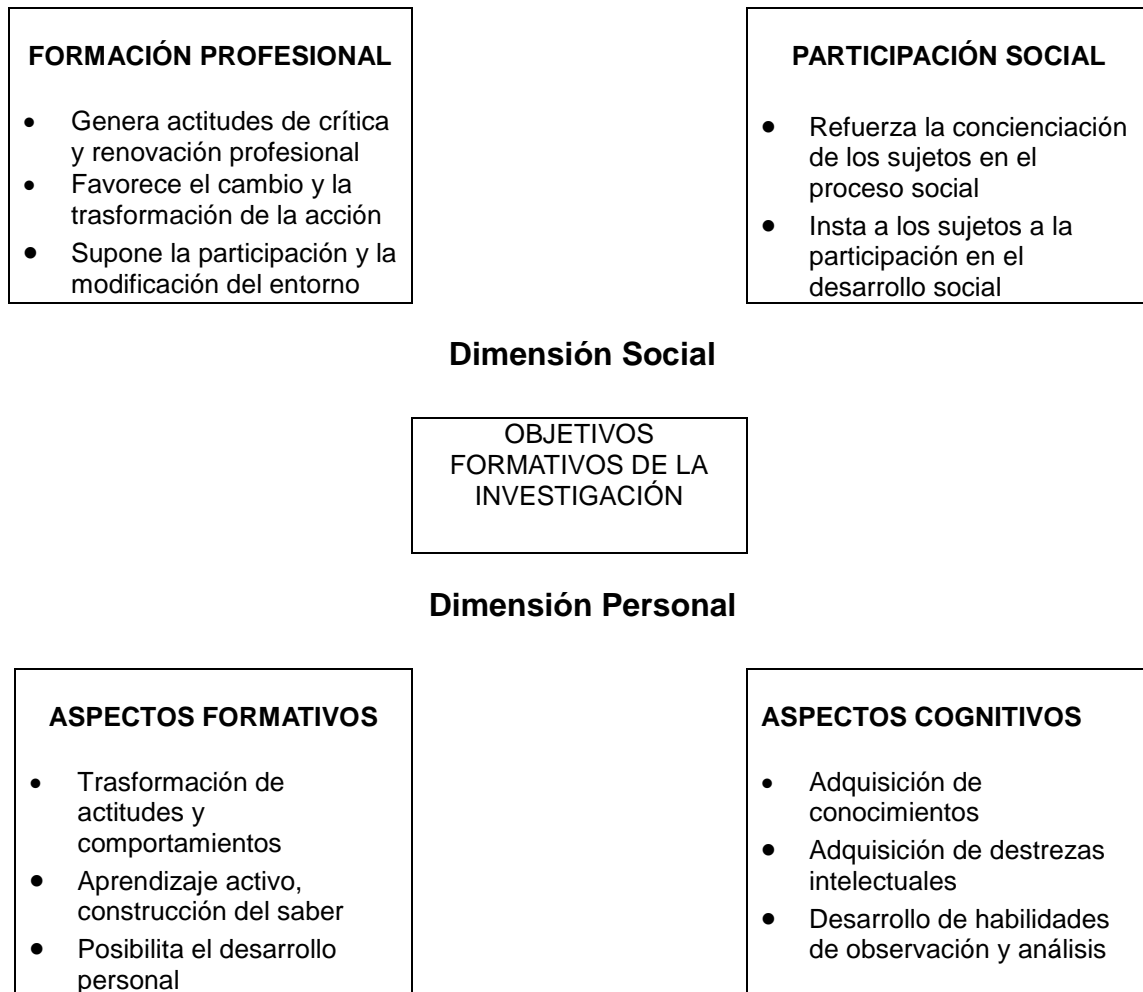 FORMACIÓN PROFESIONAL
• Genera actitudes de crítica
y renovación profesional
• Favorece el cambio y la
trasformación de la acción
• Supone la participación y la
modificación del entorno
PARTICIPACIÓN SOCIAL
• Refuerza la concienciación
de los sujetos en el
proceso social
• Insta a los sujetos a la
participación en el
desarrollo social
Dimensión Social
OBJETIVOS
FORMATIVOS DE LA
INVESTIGACIÓN
Dimensión Personal
ASPECTOS FORMATIVOS
• Trasformación de
actitudes y
comportamientos
• Aprendizaje activo,
construcción del saber
• Posibilita el desarrollo
personal
ASPECTOS COGNITIVOS
• Adquisición de
conocimientos
• Adquisición de destrezas
intelectuales
• Desarrollo de habilidades
de observación y análisis